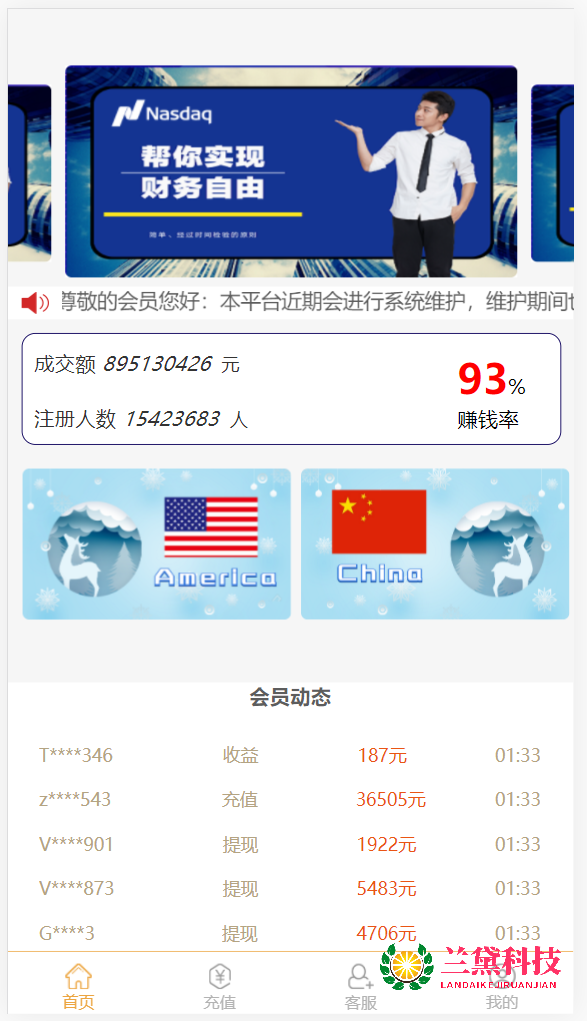 Nasdaq
帮你实现
财务自由
简单、经过时间检验的原则
尊敬的会员您好：本平台近期会进行系统维护，维护期间
成交额 895130426 元
93%
注册人数 15423683 人
赚钱率
America
China
会员动态
T****346 收益 187元 01:33
z****543 充值 36505元 01:33
V****901 提现 1922元 01:33
V****873 提现 5483元 01:33
G****3 提现 4706元 01:33
兰黛科技
LANDAIKEJIRUANJIAN
首页 充值 客服 我的